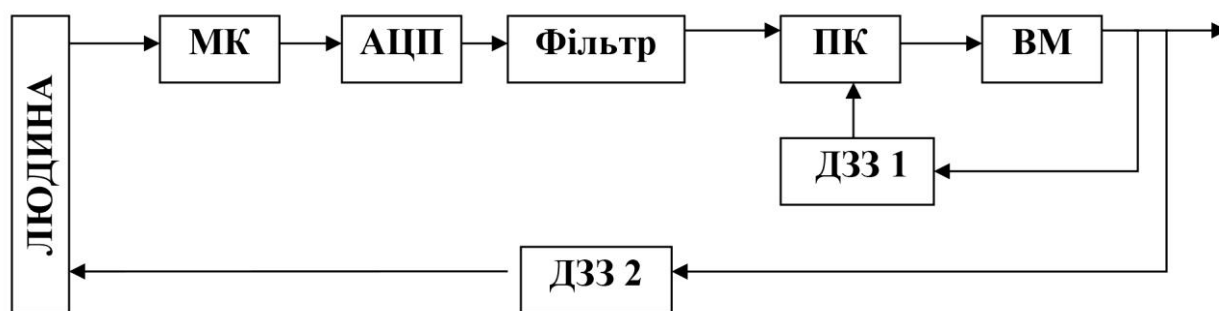 ЛЮДИНА
МК
АЦП
Фільтр
ПК
ВМ
ДЗЗ 1
ДЗЗ 2